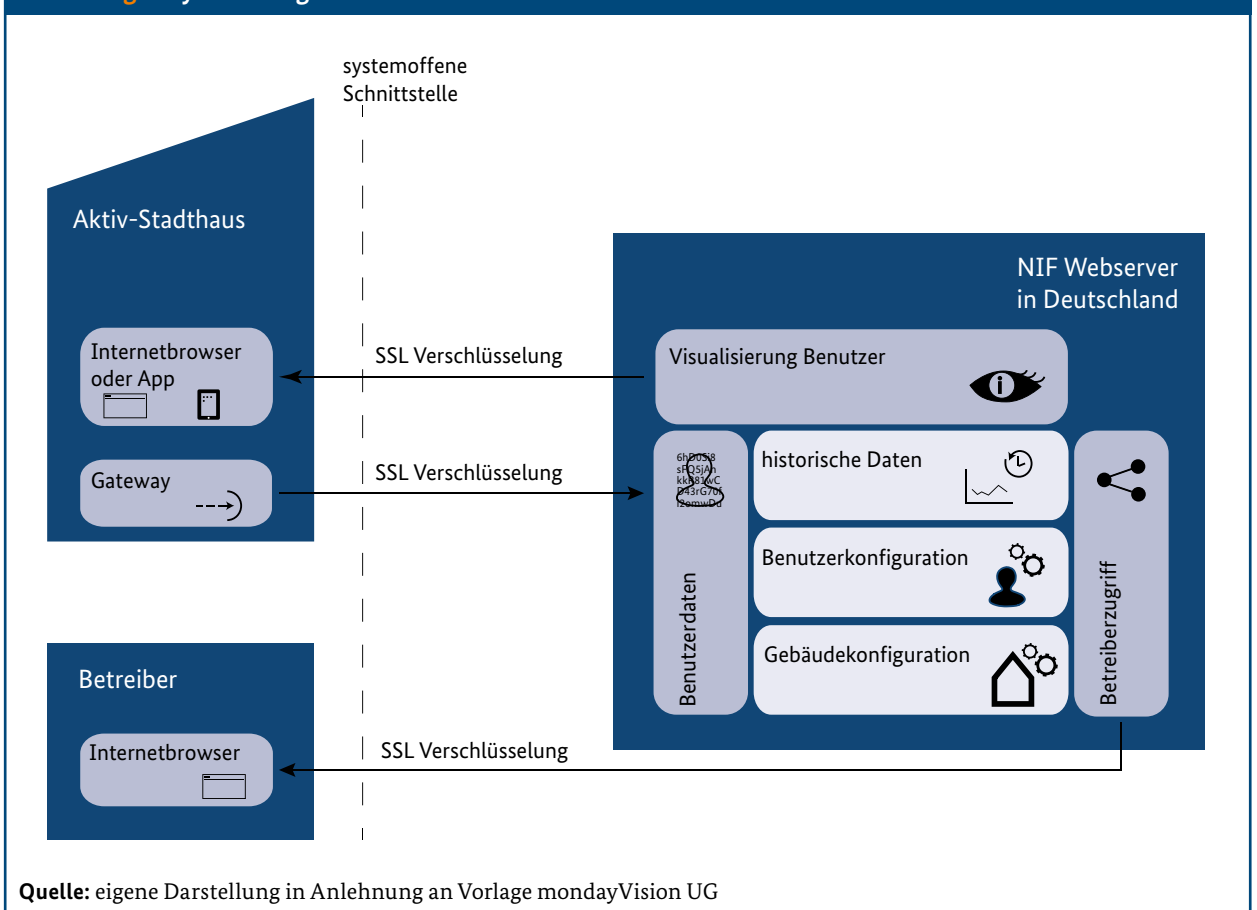 systemoffene
Schnittstelle
Aktiv-Stadthaus
NIF Webserver
in Deutschland
Internetbrowser
oder App
SSL Verschlüsselung
Visualisierung Benutzer
i
Gateway
SSL Verschlüsselung
historische Daten
Benutzerkonfiguration
Gebäudekonfiguration
Benutzerdaten
Betreiberzugriff
Betreiber
Internetbrowser
SSL Verschlüsselung
Quelle: eigene Darstellung in Anlehnung an Vorlage mondayVision UG